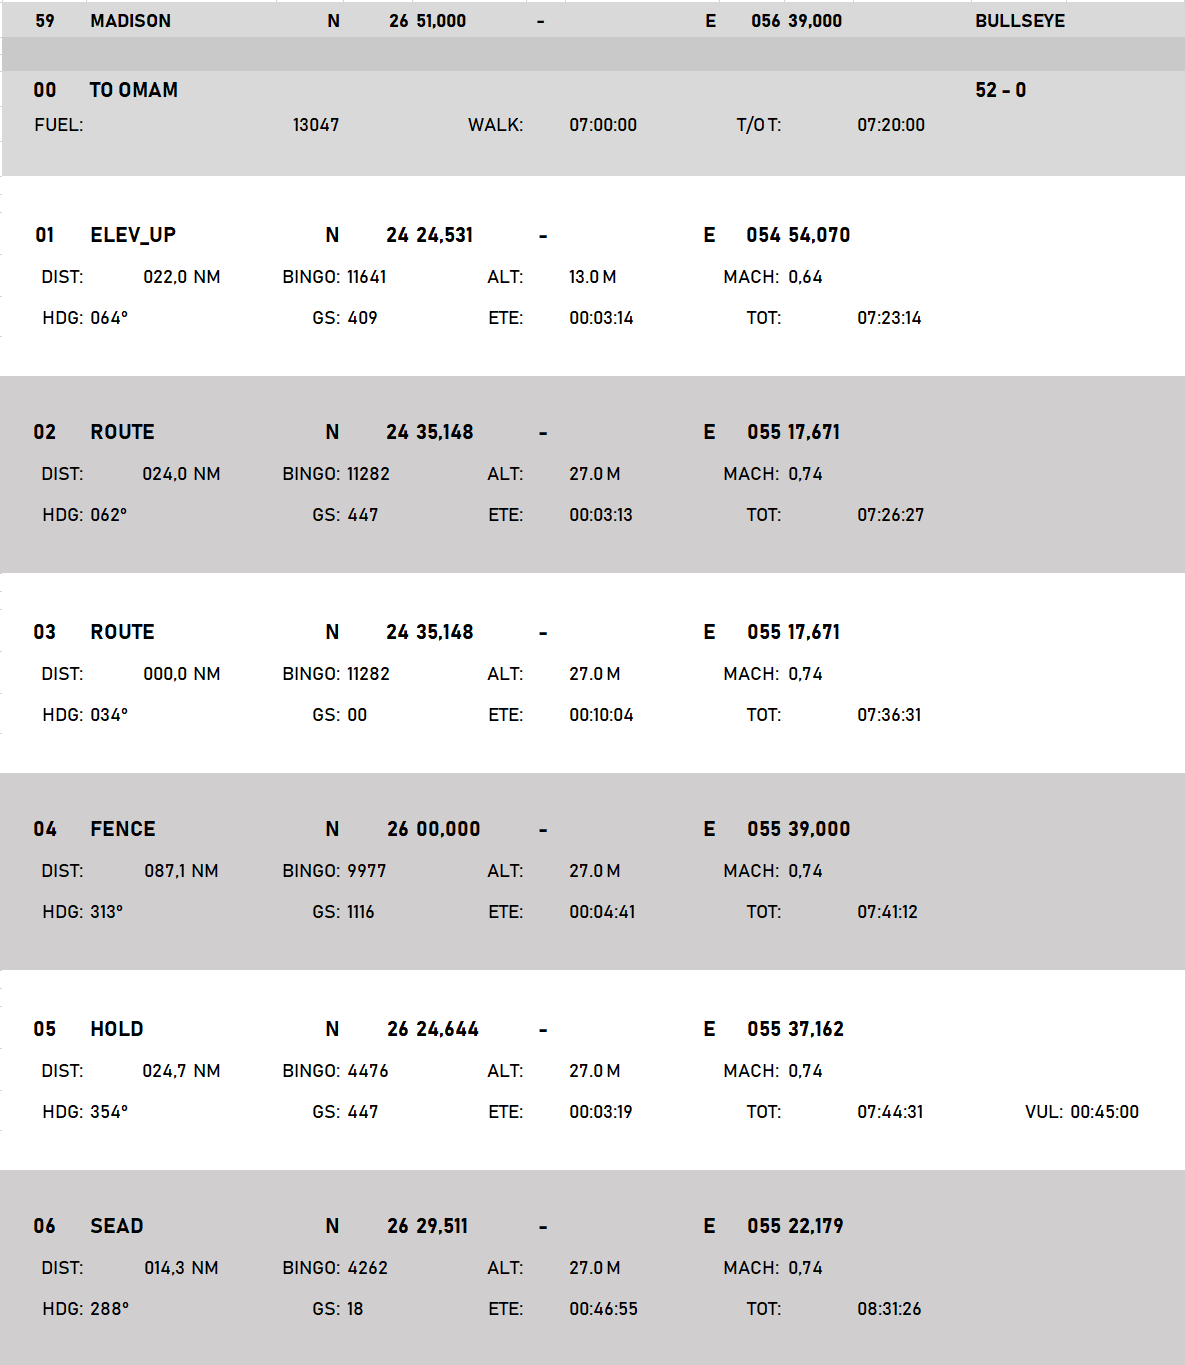 59 MADISON N 26 51,000 - E 056 39,000 BULLSEYE
00 TO OMAM 52 - 0
FUEL: 13047 WALK: 07:00:00 T/O T: 07:20:00
01 ELEV_UP N 24 24,531 - E 054 54,070
DIST: 022,0 NM BINGO: 11641 ALT: 13.0 M MACH: 0,64
HDG: 064º GS: 409 ETE: 00:03:14 TOT: 07:23:14
02 ROUTE N 24 35,148 - E 055 17,671
DIST: 024,0 NM BINGO: 11282 ALT: 27.0 M MACH: 0,74
HDG: 062º GS: 447 ETE: 00:03:13 TOT: 07:26:27
03 ROUTE N 24 35,148 - E 055 17,671
DIST: 000,0 NM BINGO: 11282 ALT: 27.0 M MACH: 0,74
HDG: 034º GS: 00 ETE: 00:10:04 TOT: 07:36:31
04 FENCE N 26 00,000 - E 055 39,000
DIST: 087,1 NM BINGO: 9977 ALT: 27.0 M MACH: 0,74
HDG: 313º GS: 1116 ETE: 00:04:41 TOT: 07:41:12
05 HOLD N 26 24,644 - E 055 37,162
DIST: 024,7 NM BINGO: 4476 ALT: 27.0 M MACH: 0,74
HDG: 354º GS: 447 ETE: 00:03:19 TOT: 07:44:31 VUL: 00:45:00
06 SEAD N 26 29,511 - E 055 22,179
DIST: 014,3 NM BINGO: 4262 ALT: 27.0 M MACH: 0,74
HDG: 288º GS: 18 ETE: 00:46:55 TOT: 08:31:26